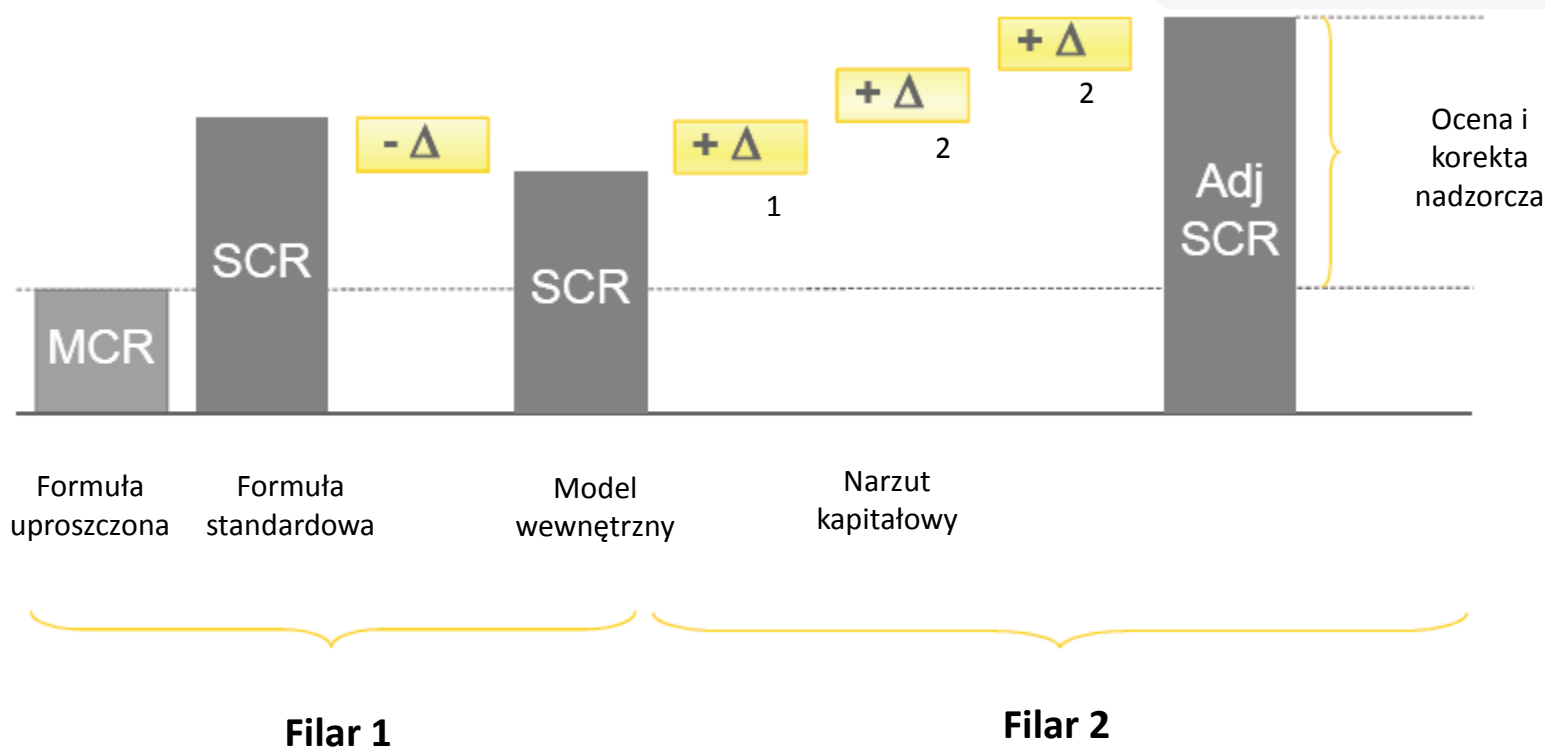 + Δ
+ Δ
2
- Δ
+ Δ
2
1
Ocena i
korekta
nadzorcza
MCR
SCR
SCR
Adj
SCR
Formuła
uproszczona
Formuła
standardowa
Model
wewnętrzny
Narzut
kapitałowy
Filar 1
Filar 2